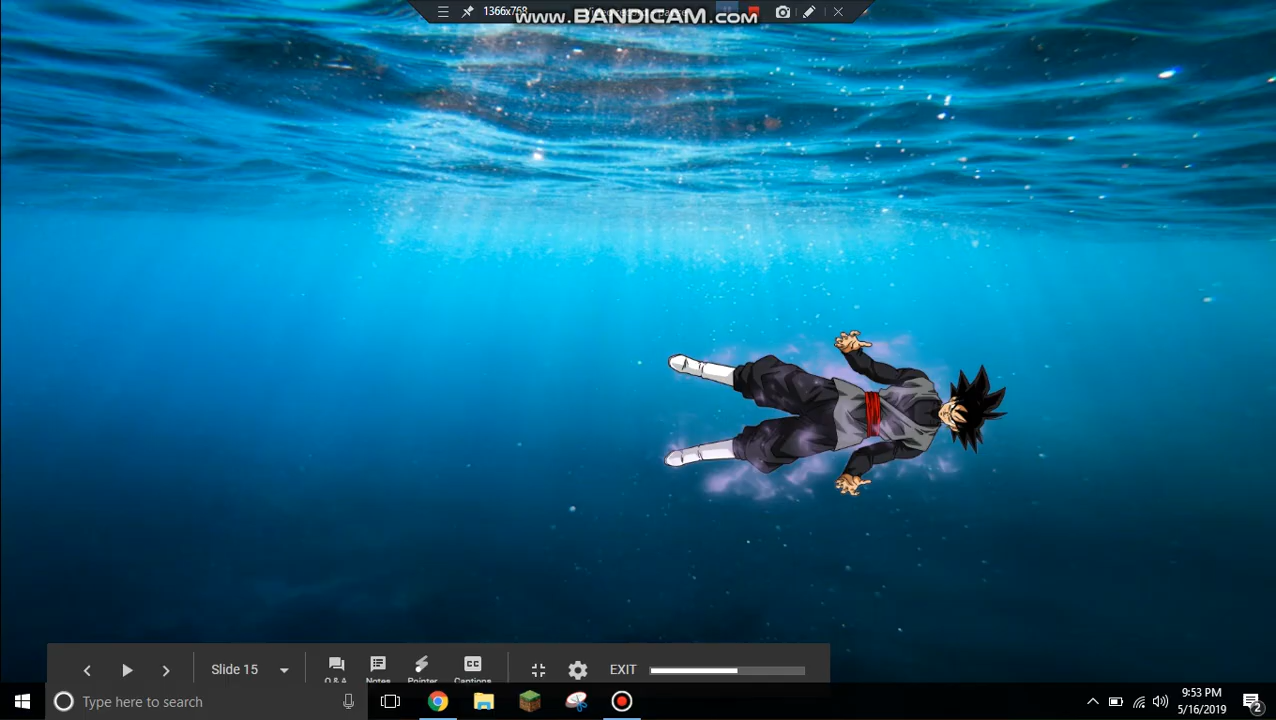 1366x768
www.BANDICAM.com
Slide 15
Q & A
Notes
Pointer
Captions
EXIT
Type here to search
9:53 PM
5/16/2019
2